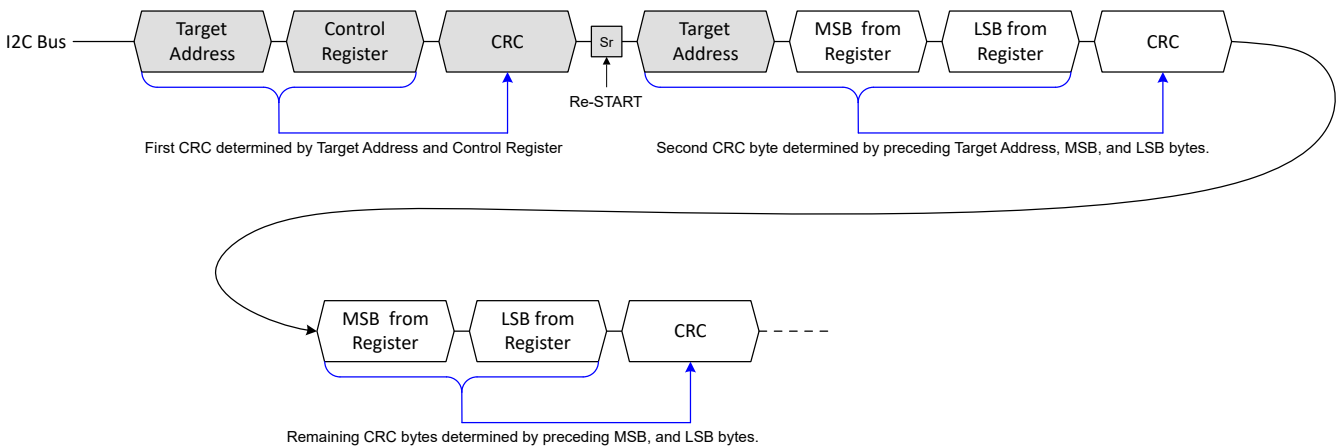 I2C Bus
Target
Address
Control
Register
CRC
Sr
Target
Address
MSB from
Register
LSB from
Register
CRC
Re-START
First CRC determined by Target Address and Control Register
Second CRC byte determined by preceding Target Address, MSB, and LSB bytes.
MSB from
Register
LSB from
Register
CRC
Remaining CRC bytes determined by preceding MSB, and LSB bytes.